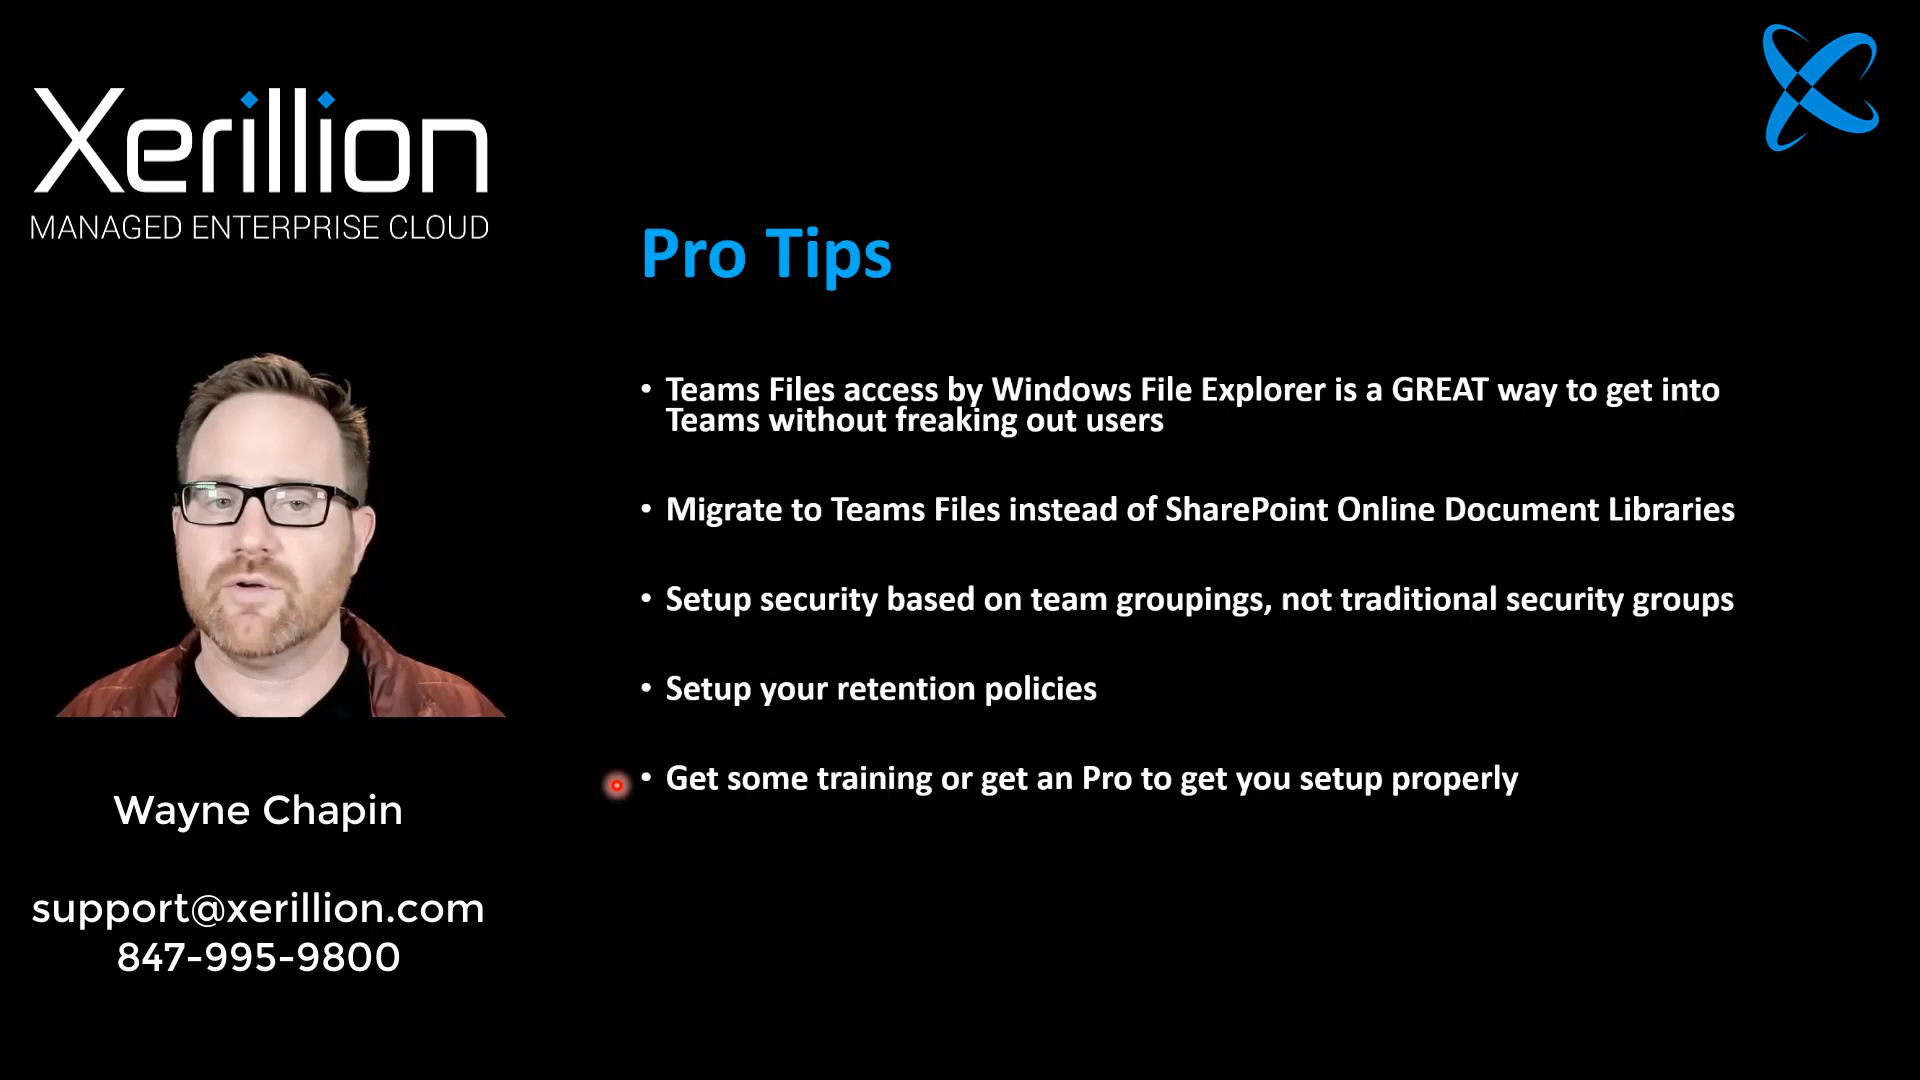 Xerillion
MANAGED ENTERPRISE CLOUD
Pro Tips
• Teams Files access by Windows File Explorer is a GREAT way to get into
Teams without freaking out users
• Migrate to Teams Files instead of SharePoint Online Document Libraries
• Setup security based on team groupings, not traditional security groups
• Setup your retention policies
• Get some training or get an Pro to get you setup properly
Wayne Chapin
support@xerillion.com
847-995-9800